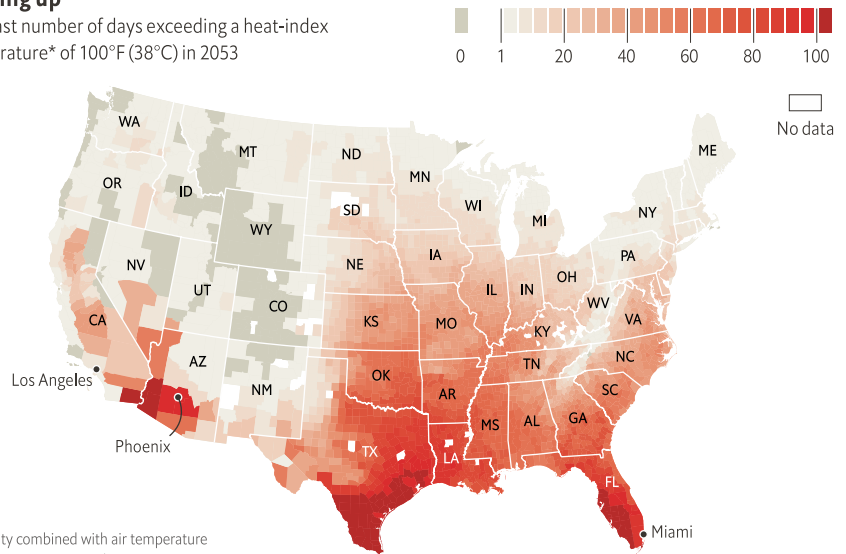 ing up
ast number of days exceeding a heat-index
rature* of 100°F (38°C) in 2053
0 1 20 40 60 80 100
No data
WA
MT
ND
MN
ME
OR
ID
SD
WI
MI
NY
WY
NV
NE
IA
PA
UT
CO
IL
IN
OH
WV
CA
KS
MO
KY
VA
AZ
NM
OK
AR
TN
NC
SC
MS
AL
GA
TX
LA
FL
Los Angeles
Phoenix
Miami
ty combined with air temperature